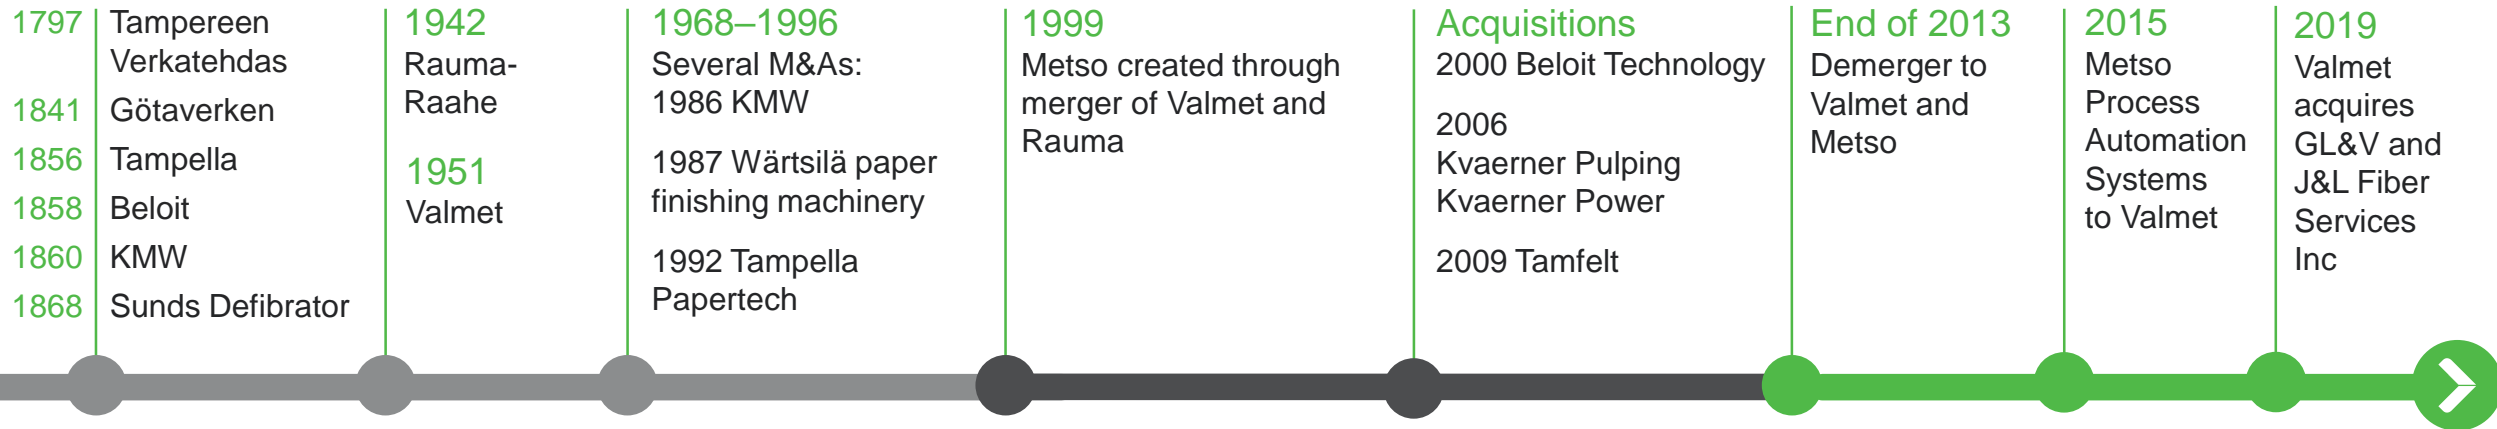 1797 Tampereen
Verkatehdas
1841 Götaverken
1856 Tampella
1858 Beloit
1860 KMW
1868 Sunds Defibrator
1942
Rauma-
Raahe
1951
Valmet
1968–1996
Several M&As:
1986 KMW
1987 Wärtsilä paper
finishing machinery
1992 Tampella
Papertech
1999
Metso created through
merger of Valmet and
Rauma
Acquisitions
2000 Beloit Technology
2006
Kvaerner Pulping
Kvaerner Power
2009 Tamfelt
End of 2013
Demerger to
Valmet and
Metso
2015
Metso
Process
Automation
Systems
to Valmet
2019
Valmet
acquires
GL&V and
J&L Fiber
Services
Inc